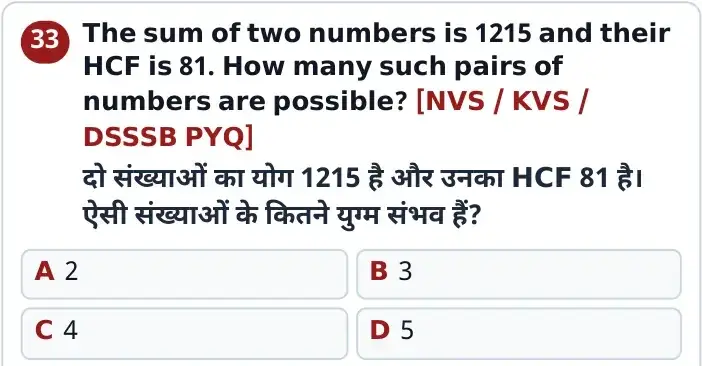 33 The sum of two numbers is 1215 and their
HCF is 81. How many such pairs of
numbers are possible? [NVS / KVS /
DSSSB PYQ]
दो संख्याओं का योग 1215 है और उनका HCF 81 है।
ऐसी संख्याओं के कितने युग्म संभव हैं?
A 2
B 3
C 4
D 5